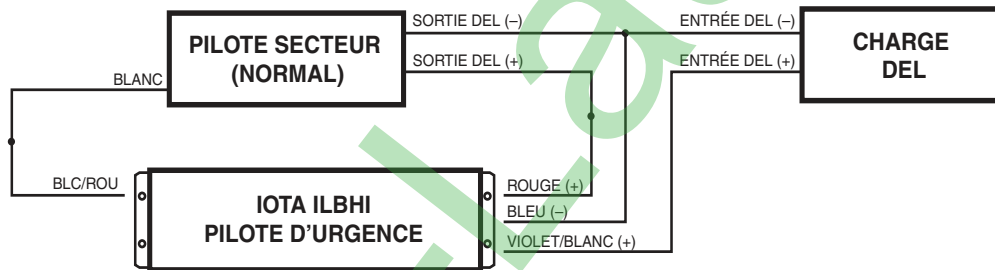 SORTIE DEL (–)
ENTRÉE DEL (–)
PILOTE SECTEUR
(NORMAL)
CHARGE
DEL
SORTIE DEL (+)
ENTRÉE DEL (+)
BLANC
BLC/ROU
IOTA ILBHI
PILOTE D'URGENCE
ROUGE (+)
BLEU (–)
VIOLET/BLANC (+)